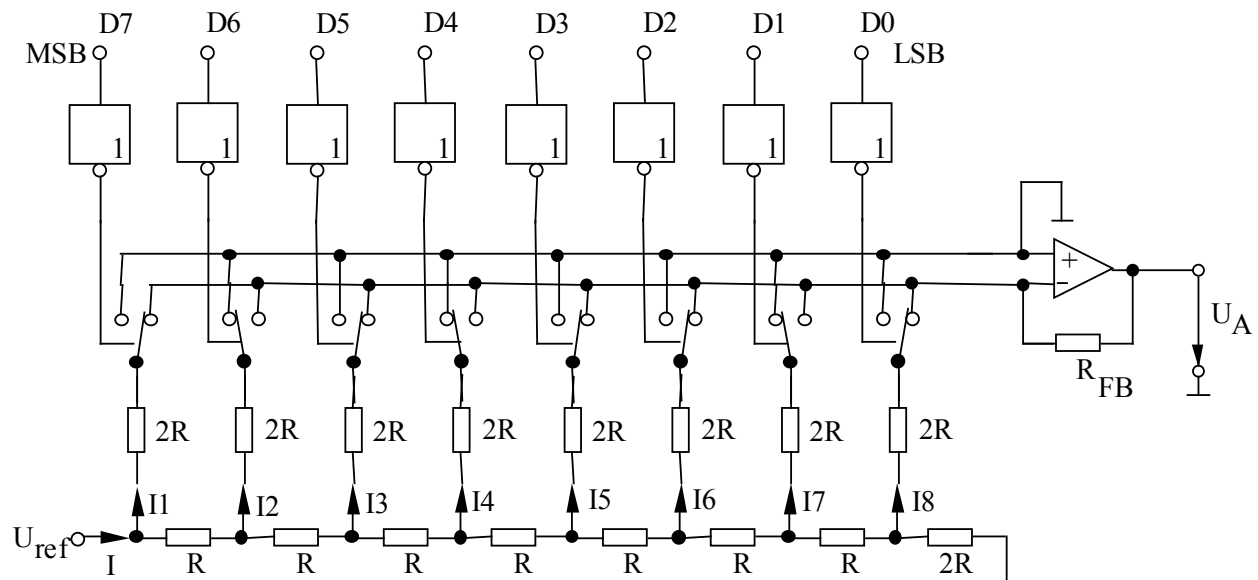 D7 D6 D5 D4 D3 D2 D1 D0
MSB LSB
1 1 1 1 1 1 1 1
+
−
U_A
R_FB
2R 2R 2R 2R 2R 2R 2R 2R
I1 I2 I3 I4 I5 I6 I7 I8
U_ref
I R R R R R R R 2R